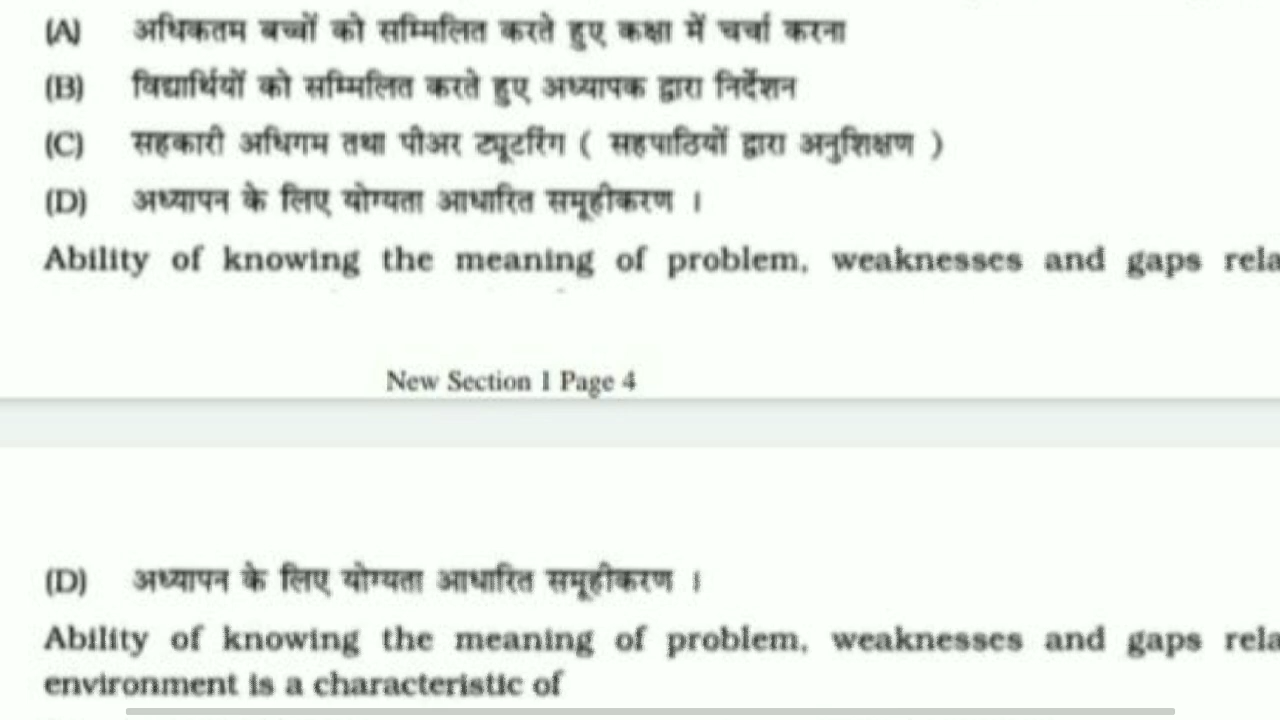 (A) अधिकतम बच्चों को सम्मिलित करते हुए कक्षा में चर्चा करना
(B) विद्यार्थियों को सम्मिलित करते हुए अध्यापक द्वारा निर्देशन
(C) सहकारी अधिगम तथा पीअर ट्यूटरिंग ( सहपाठियों द्वारा अनुशिक्षण )
(D) अध्यापन के लिए योग्यता आधारित समूहीकरण ।
Ability of knowing the meaning of problem, weaknesses and gaps rela
New Section 1 Page 4
(D) अध्यापन के लिए योग्यता आधारित समूहीकरण ।
Ability of knowing the meaning of problem, weaknesses and gaps rela
environment is a characteristic of